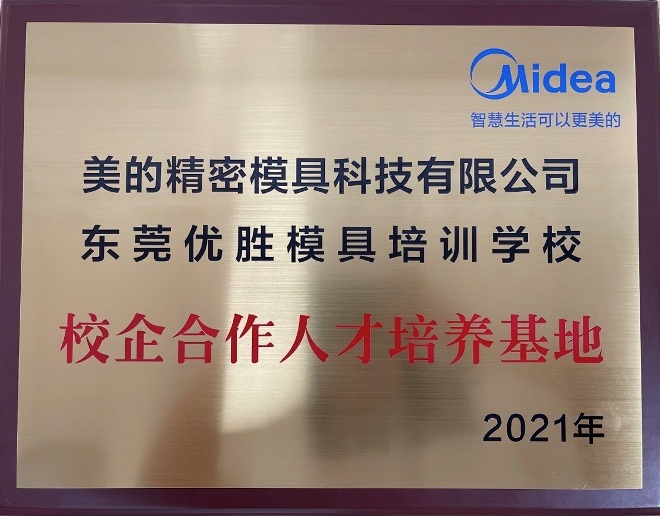 Midea
智慧生活可以更美的
美的精密模具科技有限公司
东莞优胜模具培训学校
校企合作人才培养基地
2021年